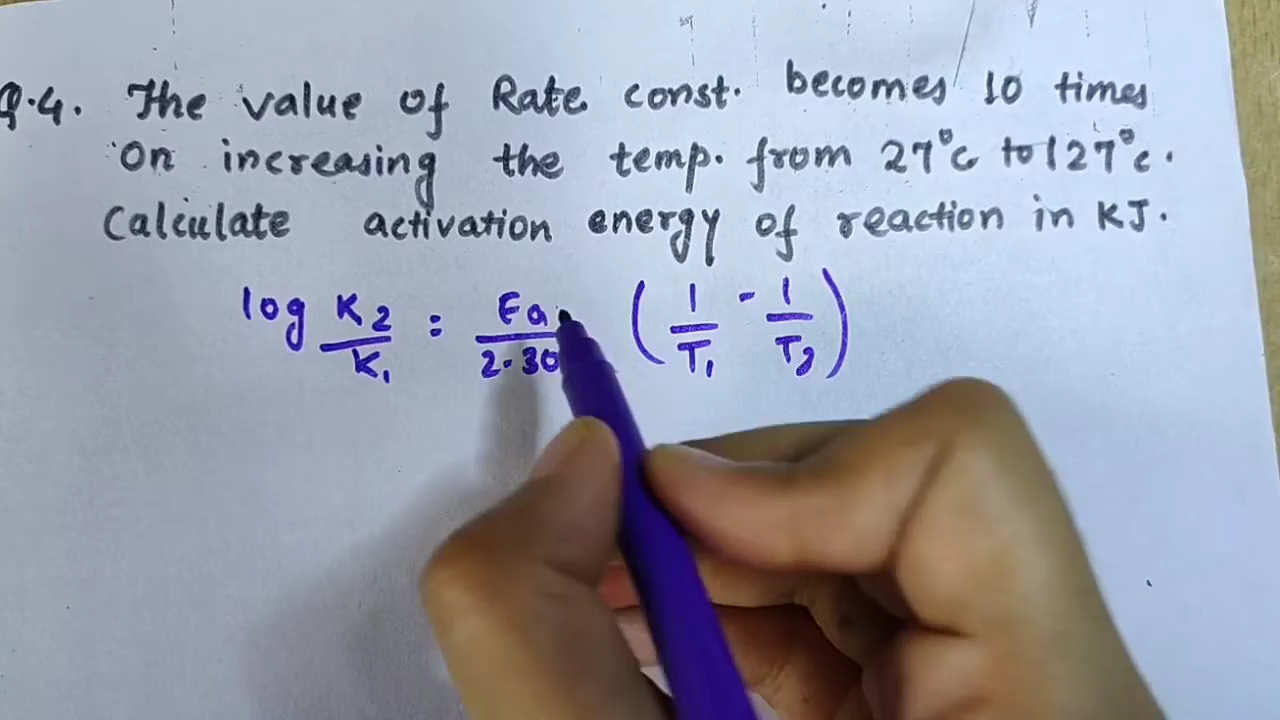 Q.4. The value of Rate const. becomes 10 times
On increasing the temp. from 27°C to 127°C.
Calculate activation energy of reaction in KJ.
log K2/K1 = Ea/2.30 (1/T1 - 1/T2)